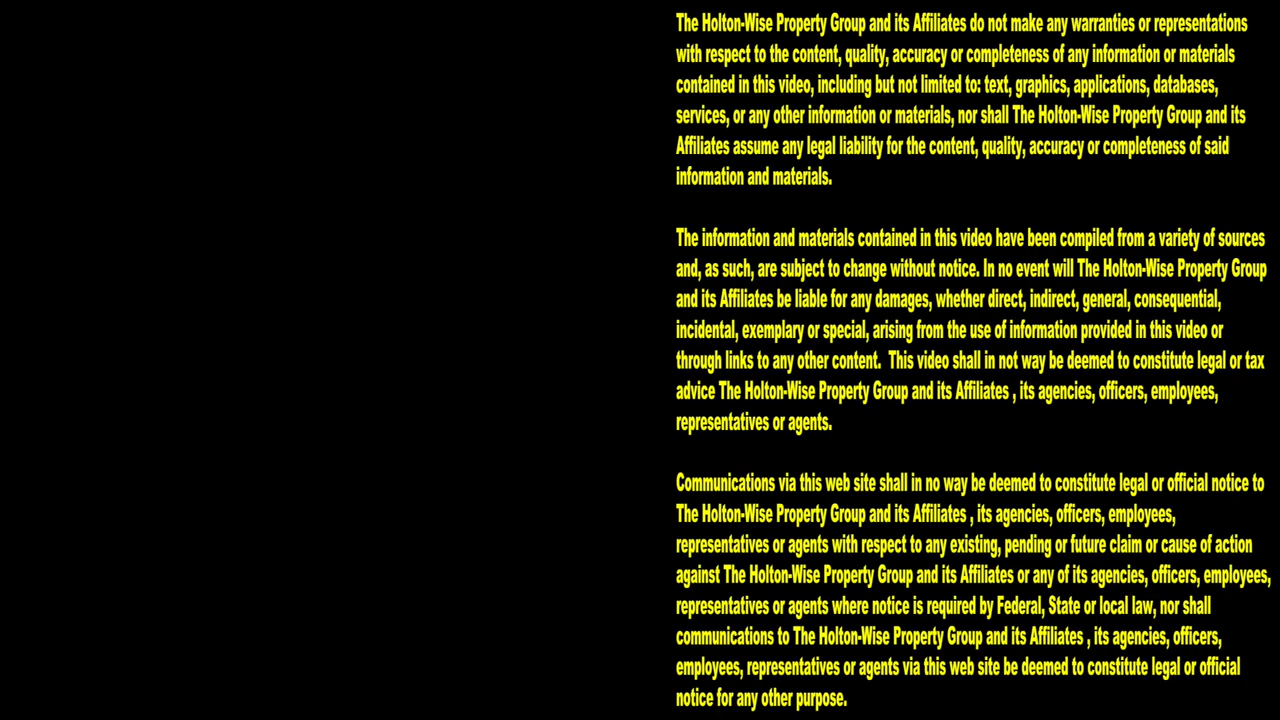 The Holton-Wise Property Group and its Affiliates do not make any warranties or representations
with respect to the content, quality, accuracy or completeness of any information or materials
contained in this video, including but not limited to: text, graphics, applications, databases,
services, or any other information or materials, nor shall The Holton-Wise Property Group and its
Affiliates assume any legal liability for the content, quality, accuracy or completeness of said
information and materials.
The information and materials contained in this video have been compiled from a variety of sources
and, as such, are subject to change without notice. In no event will The Holton-Wise Property Group
and its Affiliates be liable for any damages, whether direct, indirect, general, consequential,
incidental, exemplary or special, arising from the use of information provided in this video or
through links to any other content.  This video shall in not way be deemed to constitute legal or tax
advice The Holton-Wise Property Group and its Affiliates , its agencies, officers, employees,
representatives or agents.
Communications via this web site shall in no way be deemed to constitute legal or official notice to
The Holton-Wise Property Group and its Affiliates , its agencies, officers, employees,
representatives or agents with respect to any existing, pending or future claim or cause of action
against The Holton-Wise Property Group and its Affiliates or any of its agencies, officers, employees,
representatives or agents where notice is required by Federal, State or local law, nor shall
communications to The Holton-Wise Property Group and its Affiliates , its agencies, officers,
employees, representatives or agents via this web site be deemed to constitute legal or official
notice for any other purpose.